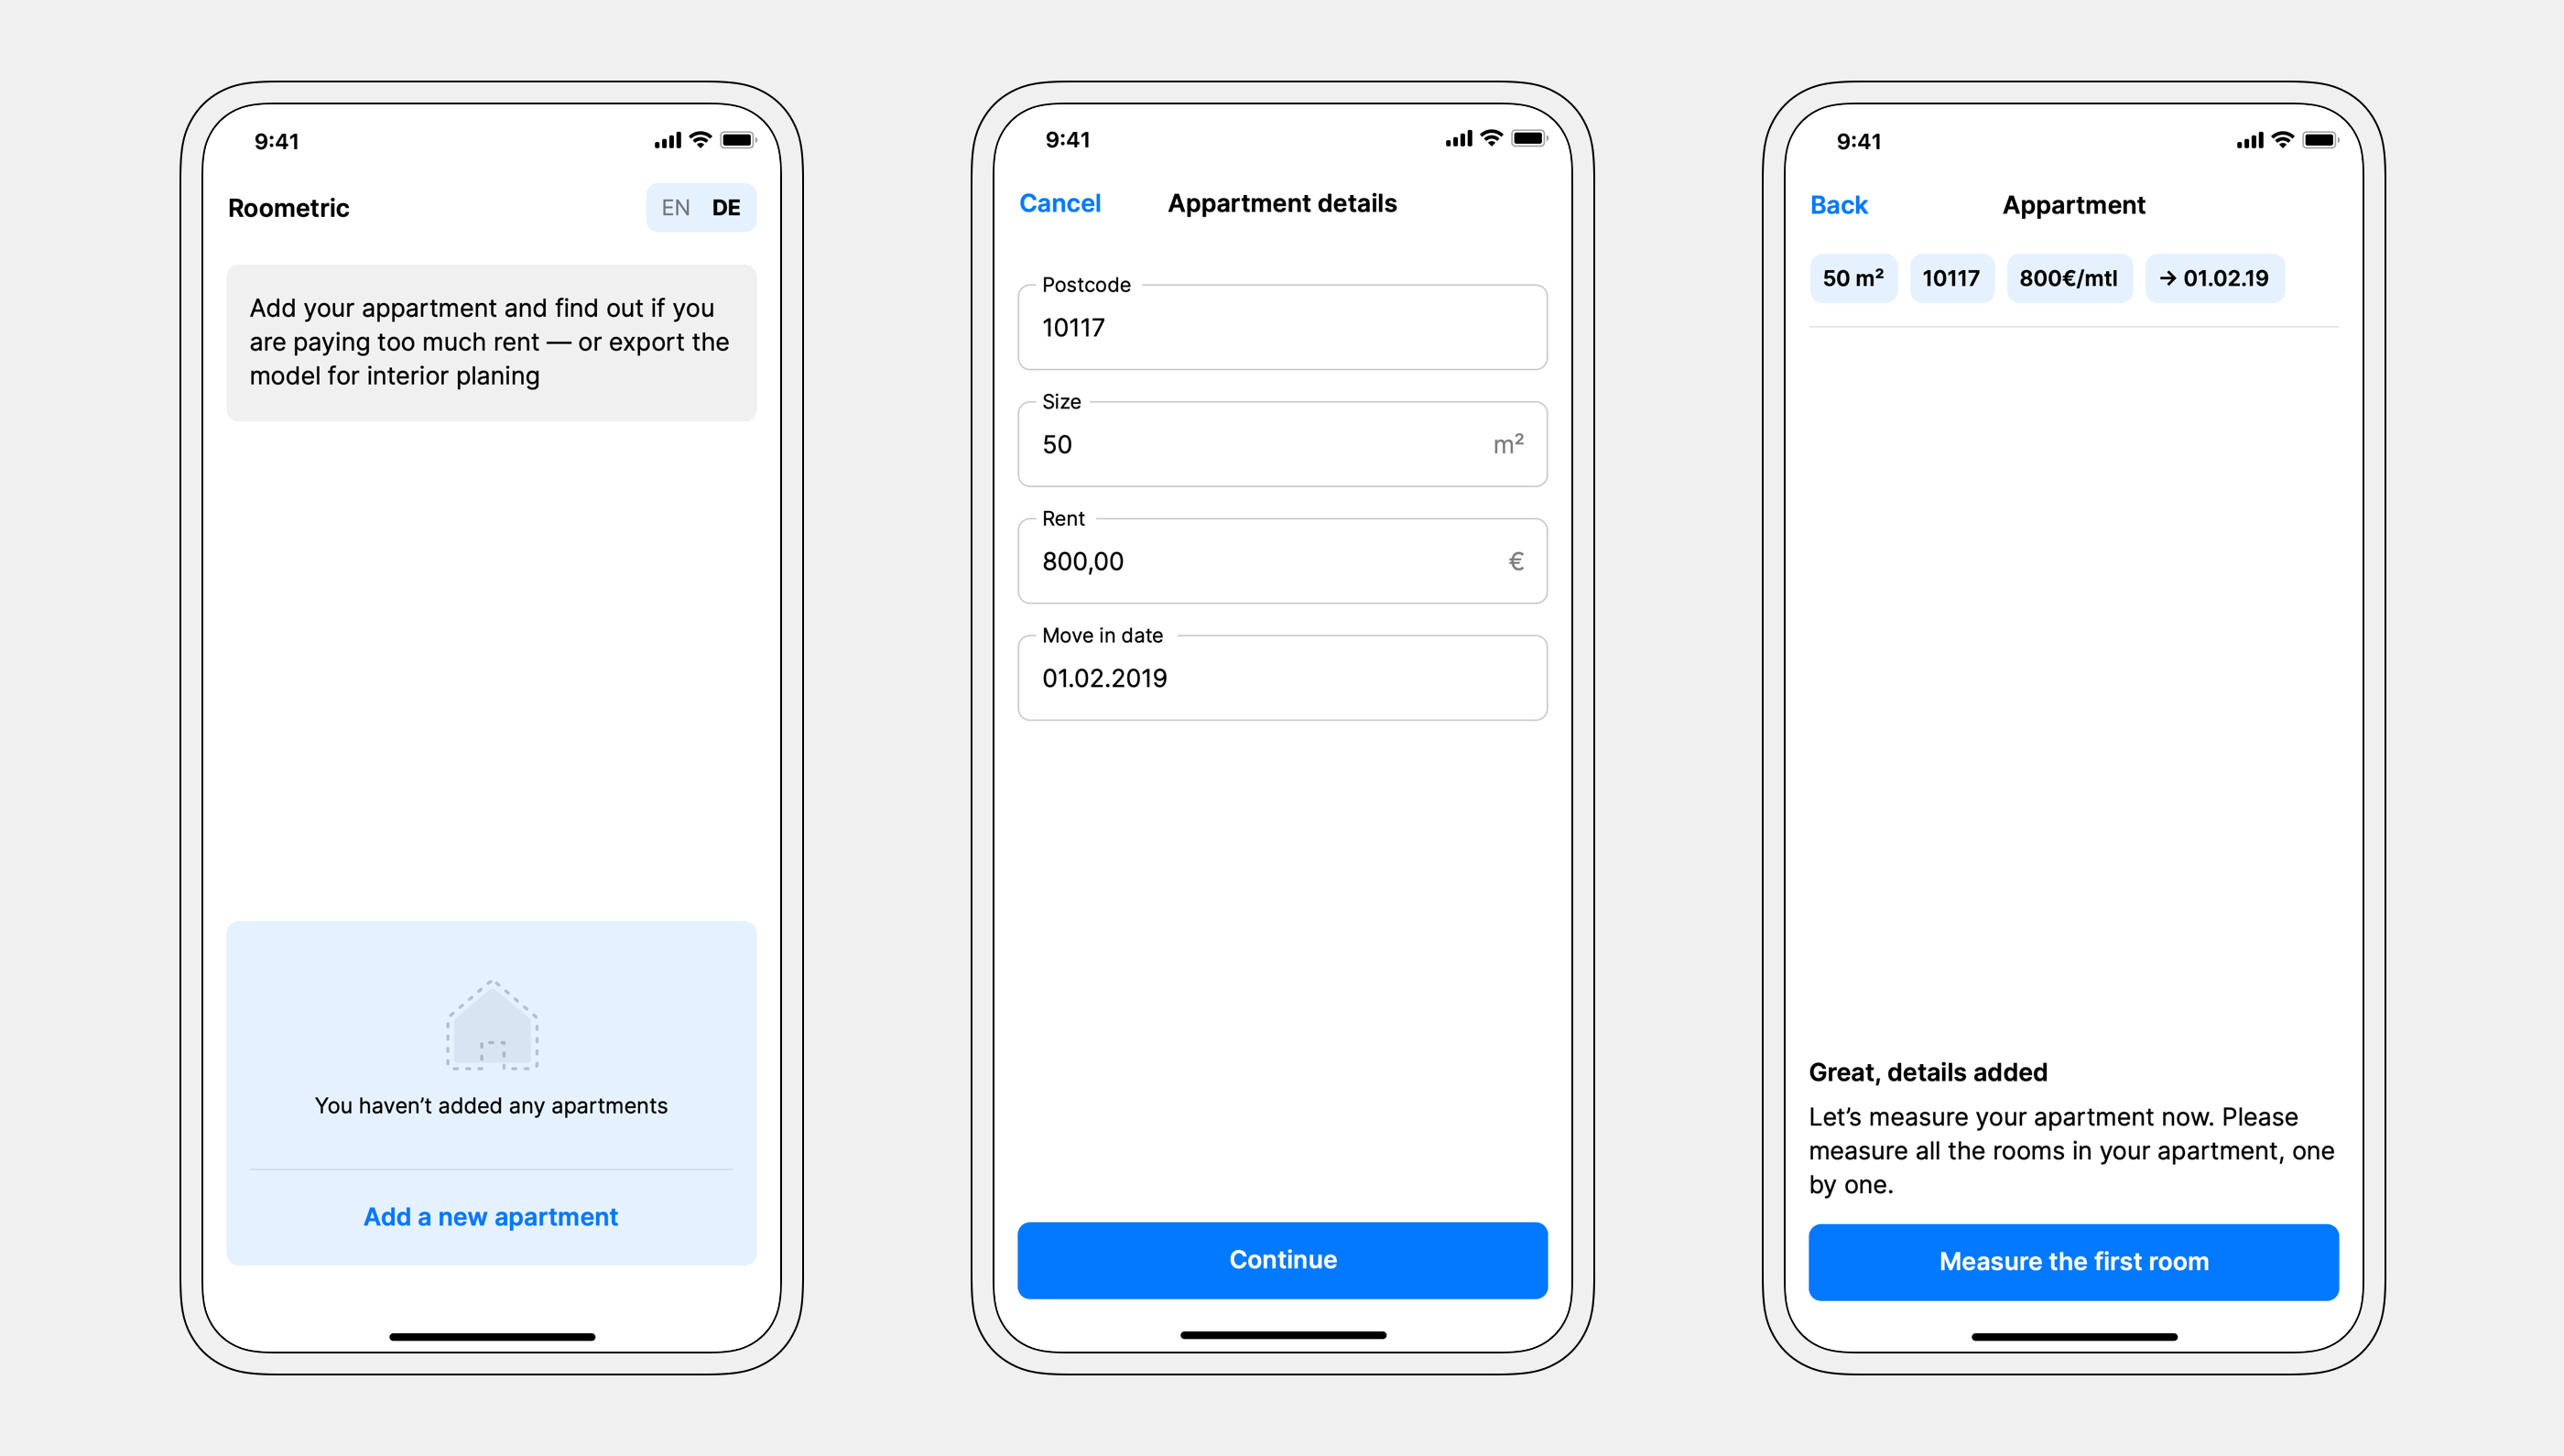 9:41
Roometric
EN DE
Add your appartment and find out if you
are paying too much rent — or export the
model for interior planing
You haven’t added any apartments
Add a new apartment
9:41
Cancel
Appartment details
Postcode
10117
Size
50 m²
Rent
800,00 €
Move in date
01.02.2019
Continue
9:41
Back
Appartment
50 m² 10117 800€/mtl → 01.02.19
Great, details added
Let’s measure your apartment now. Please
measure all the rooms in your apartment, one
by one.
Measure the first room